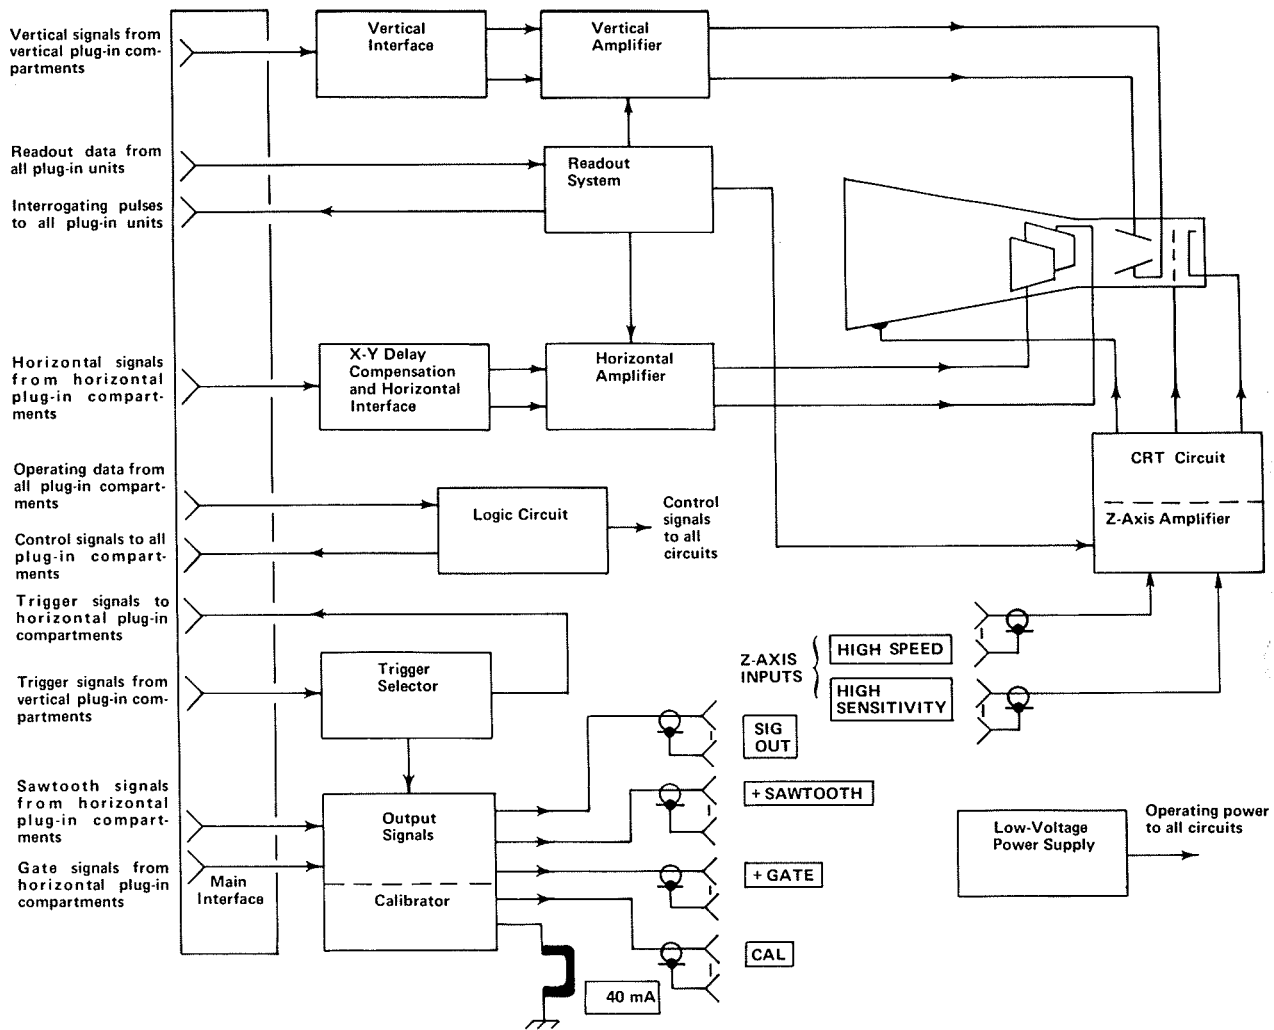 Vertical signals from
vertical plug-in com-
partments
Vertical
Interface
Vertical
Amplifier
Readout data from
all plug-in units
Interrogating pulses
to all plug-in units
Readout
System
Horizontal signals
from horizontal
plug-in compart-
ments
X-Y Delay
Compensation
and Horizontal
Interface
Horizontal
Amplifier
CRT Circuit
Z-Axis Amplifier
Operating data from
all plug-in compart-
ments
Control signals to all
plug-in compart-
ments
Logic Circuit
Control
signals
to all
circuits
Trigger signals to
horizontal plug-in
compartments
Trigger signals from
vertical plug-in com-
partments
Trigger
Selector
Z-AXIS
INPUTS
HIGH SPEED
HIGH
SENSITIVITY
Sawtooth signals
from horizontal
plug-in compart-
ments
Gate signals from
horizontal plug-in
compartments
Main
Interface
Output
Signals
Calibrator
SIG
OUT
+ SAWTOOTH
+ GATE
CAL
40 mA
Low-Voltage
Power Supply
Operating power
to all circuits